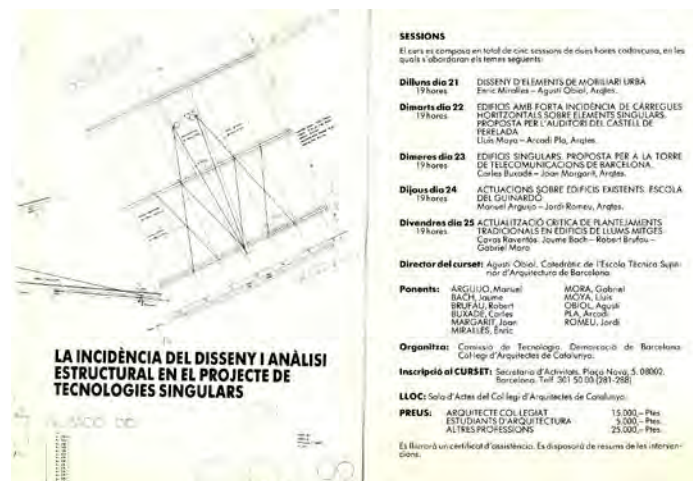 LA INCIDÈNCIA DEL DISSENY I ANÀLISI
ESTRUCTURAL EN EL PROJECTE DE
TECNOLOGIES SINGULARS
SESSIONS
El curs es composa en total de cinc sessions de dues hores cadascuna, en les
quals s'abordaran els temes següents:
Dilluns dia 21 DISSENY D'ELEMENTS DE MOBILIARI URBÀ
19 hores Enric Miralles – Agustí Obiol, Arqtes.
Dimarts dia 22 EDIFICIS AMB FORTA INCIDÈNCIA DE CÀRREGUES
19 hores HORITZONTALS SOBRE ELEMENTS SINGULARS.
PROPOSTA PER L'AUDITORI DEL CASTELL DE
PERELADA
Lluís Moya – Arcadi Pla, Arqtes.
Dimecres dia 23 EDIFICIS SINGULARS. PROPOSTA PER A LA TORRE
19 hores DE TELECOMUNICACIONS DE BARCELONA.
Carles Buxadé – Joan Margarit, Arqtes.
Dijous dia 24 ACTUACIONS SOBRE EDIFICIS EXISTENTS. ESCOLA
19 hores DEL GUINARDÓ
Manuel Arguijo – Jordi Romeu, Arqtes.
Divendres dia 25 ACTUALITZACIÓ CRÍTICA DE PLANTEJAMENTS
19 hores TRADICIONALS EN EDIFICIS DE LLUMS MITGES
Caves Raventós. Jaume Bach – Robert Brufau –
Gabriel Mora
Director del curset: Agustí Obiol, Catedràtic de l'Escola Tècnica Supe-
rior d'Arquitectura de Barcelona.
Ponents: ARGUIJO, Manuel MORA, Gabriel
BACH, Jaume MOYA, Lluís
BRUFAU, Robert OBIOL, Agustí
BUXADE, Carles PLA, Arcadi
MARGARIT, Joan ROMEU, Jordi
MIRALLES, Enric
Organitza: Comissió de Tecnologia. Demarcació de Barcelona.
Col·legi d'Arquitectes de Catalunya.
Inscripció al CURSET: Secretaria d'Activitats. Plaça Nova, 5. 08002.
Barcelona. Telf. 301 50 00 (281-288)
LLOC: Sala d'Actes del Col·legi d'Arquitectes de Catalunya.
PREUS: ARQUITECTE COL·LEGIAT 15.000,– Ptes.
ESTUDIANTS D'ARQUITECTURA 5.000,– Ptes.
ALTRES PROFESSIONS 25.000,– Ptes.
Es lliurarà un certificat d'assistència. Es disposarà de resums de les interven-
cions.